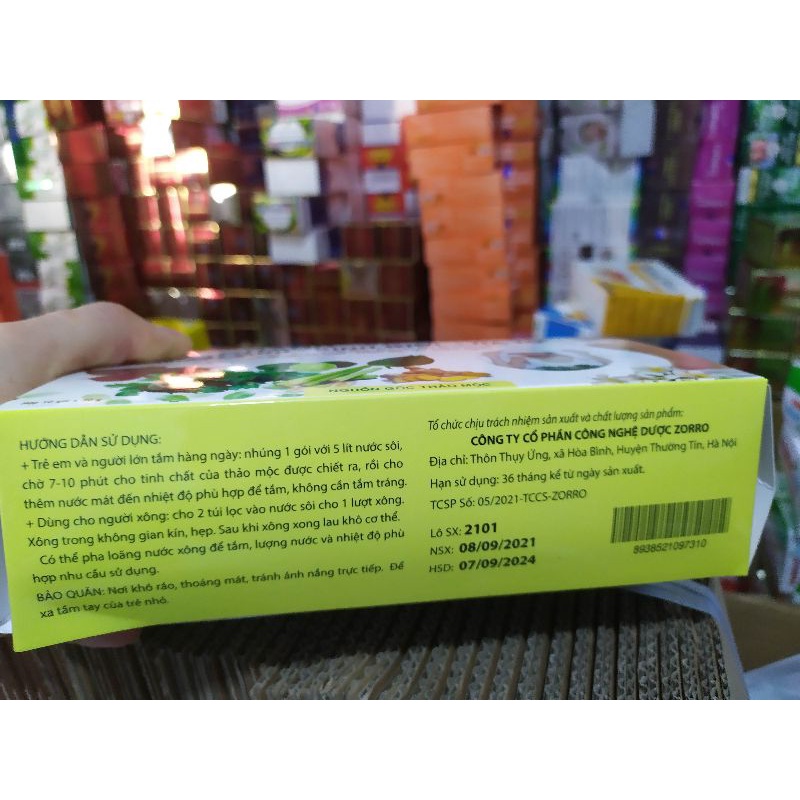 NGUỒN GỐC THẢO MỘC
HƯỚNG DẪN SỬ DỤNG:
+ Trẻ em và người lớn tắm hàng ngày: nhúng 1 gói với 5 lít nước sôi,
chờ 7-10 phút cho tinh chất của thảo mộc được chiết ra, rồi cho
thêm nước mát đến nhiệt độ phù hợp để tắm, không cần tắm tráng.
+ Dùng cho người xông: cho 2 túi lọc vào nước sôi cho 1 lượt xông.
Xông trong không gian kín, hẹp. Sau khi xông xong lau khô cơ thể.
Có thể pha loãng nước xông để tắm, lượng nước và nhiệt độ phù
hợp nhu cầu sử dụng.
BẢO QUẢN: Nơi khô ráo, thoáng mát, tránh ánh nắng trực tiếp. Để
xa tầm tay của trẻ nhỏ.
Tổ chức chịu trách nhiệm sản xuất và chất lượng sản phẩm:
CÔNG TY CỔ PHẦN CÔNG NGHỆ DƯỢC ZORRO
Địa chỉ: Thôn Thụy Ứng, xã Hòa Bình, Huyện Thường Tín, Hà Nội
Hạn sử dụng: 36 tháng kể từ ngày sản xuất.
TCSP Số: 05/2021-TCCS-ZORRO
Lô SX: 2101
NSX: 08/09/2021
HSD: 07/09/2024
8938521097310